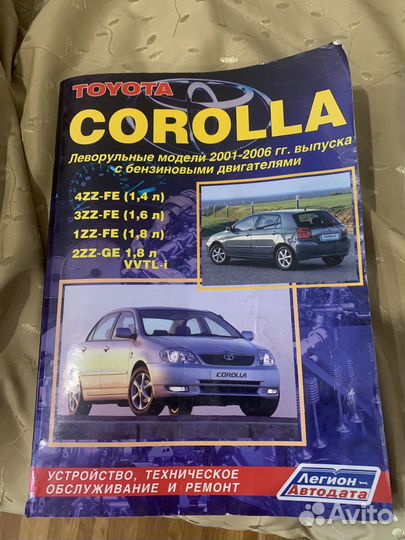 TOYOTA
COROLLA
Леворульные модели 2001-2006 гг. выпуска
с бензиновыми двигателями
4ZZ-FE (1,4 л)
3ZZ-FE (1,6 л)
1ZZ-FE (1,8 л)
2ZZ-GE 1,8 л
VVTL-i
COROLLA
УСТРОЙСТВО, ТЕХНИЧЕСКОЕ
ОБСЛУЖИВАНИЕ И РЕМОНТ
Легион-
Автодата
Avito